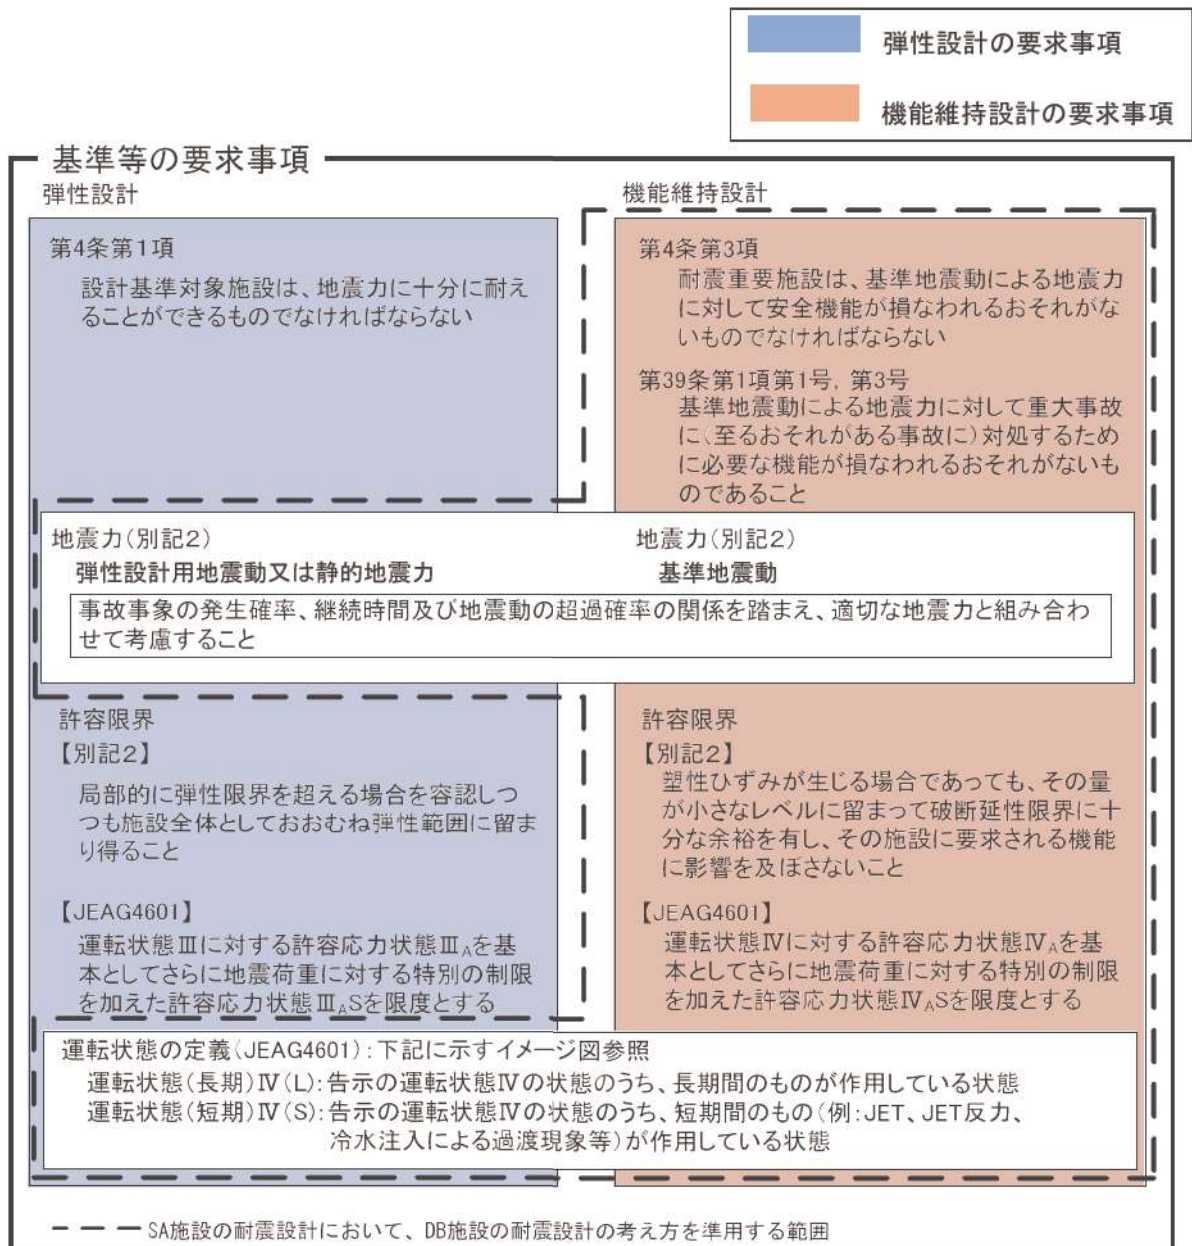 弾性設計の要求事項
機能維持設計の要求事項
基準等の要求事項
弾性設計
第4条第1項
設計基準対象施設は、地震力に十分に耐え
ることができるものでなければならない
機能維持設計
第4条第3項
耐震重要施設は、基準地震動による地震力
に対して安全機能が損なわれるおそれがな
いものでなければならない
第39条第1項第1号，第3号
基準地震動による地震力に対して重大事故
に（至るおそれがある事故に）対処するため
に必要な機能が損なわれるおそれがないも
のであること
地震力（別記２）
弾性設計用地震動又は静的地震力
地震力（別記２）
基準地震動
事故事象の発生確率、継続時間及び地震動の超過確率の関係を踏まえ、適切な地震力と組み合わ
せて考慮すること
許容限界
【別記２】
局部的に弾性限界を超える場合を容認しつ
つも施設全体としておおむね弾性範囲に留ま
り得ること
【JEAG4601】
運転状態Ⅲに対する許容応力状態ⅢAを基
本としてさらに地震荷重に対する特別の制限
を加えた許容応力状態ⅢASを限度とする
許容限界
【別記２】
塑性ひずみが生じる場合であっても、その量
が小さなレベルに留まって破断延性限界に十
分な余裕を有し、その施設に要求される機能
に影響を及ぼさないこと
【JEAG4601】
運転状態Ⅳに対する許容応力状態ⅣAを基
本としてさらに地震荷重に対する特別の制限
を加えた許容応力状態ⅣASを限度とする
運転状態の定義（JEAG4601）：下記に示すイメージ図参照
運転状態（長期）Ⅳ（L）：告示の運転状態Ⅳの状態のうち、長期間のものが作用している状態
運転状態（短期）Ⅳ（S）：告示の運転状態Ⅳの状態のうち、短期間のもの（例：JET、JET反力、
冷水注入による過渡現象等）が作用している状態
SA施設の耐震設計において、DB施設の耐震設計の考え方を準用する範囲